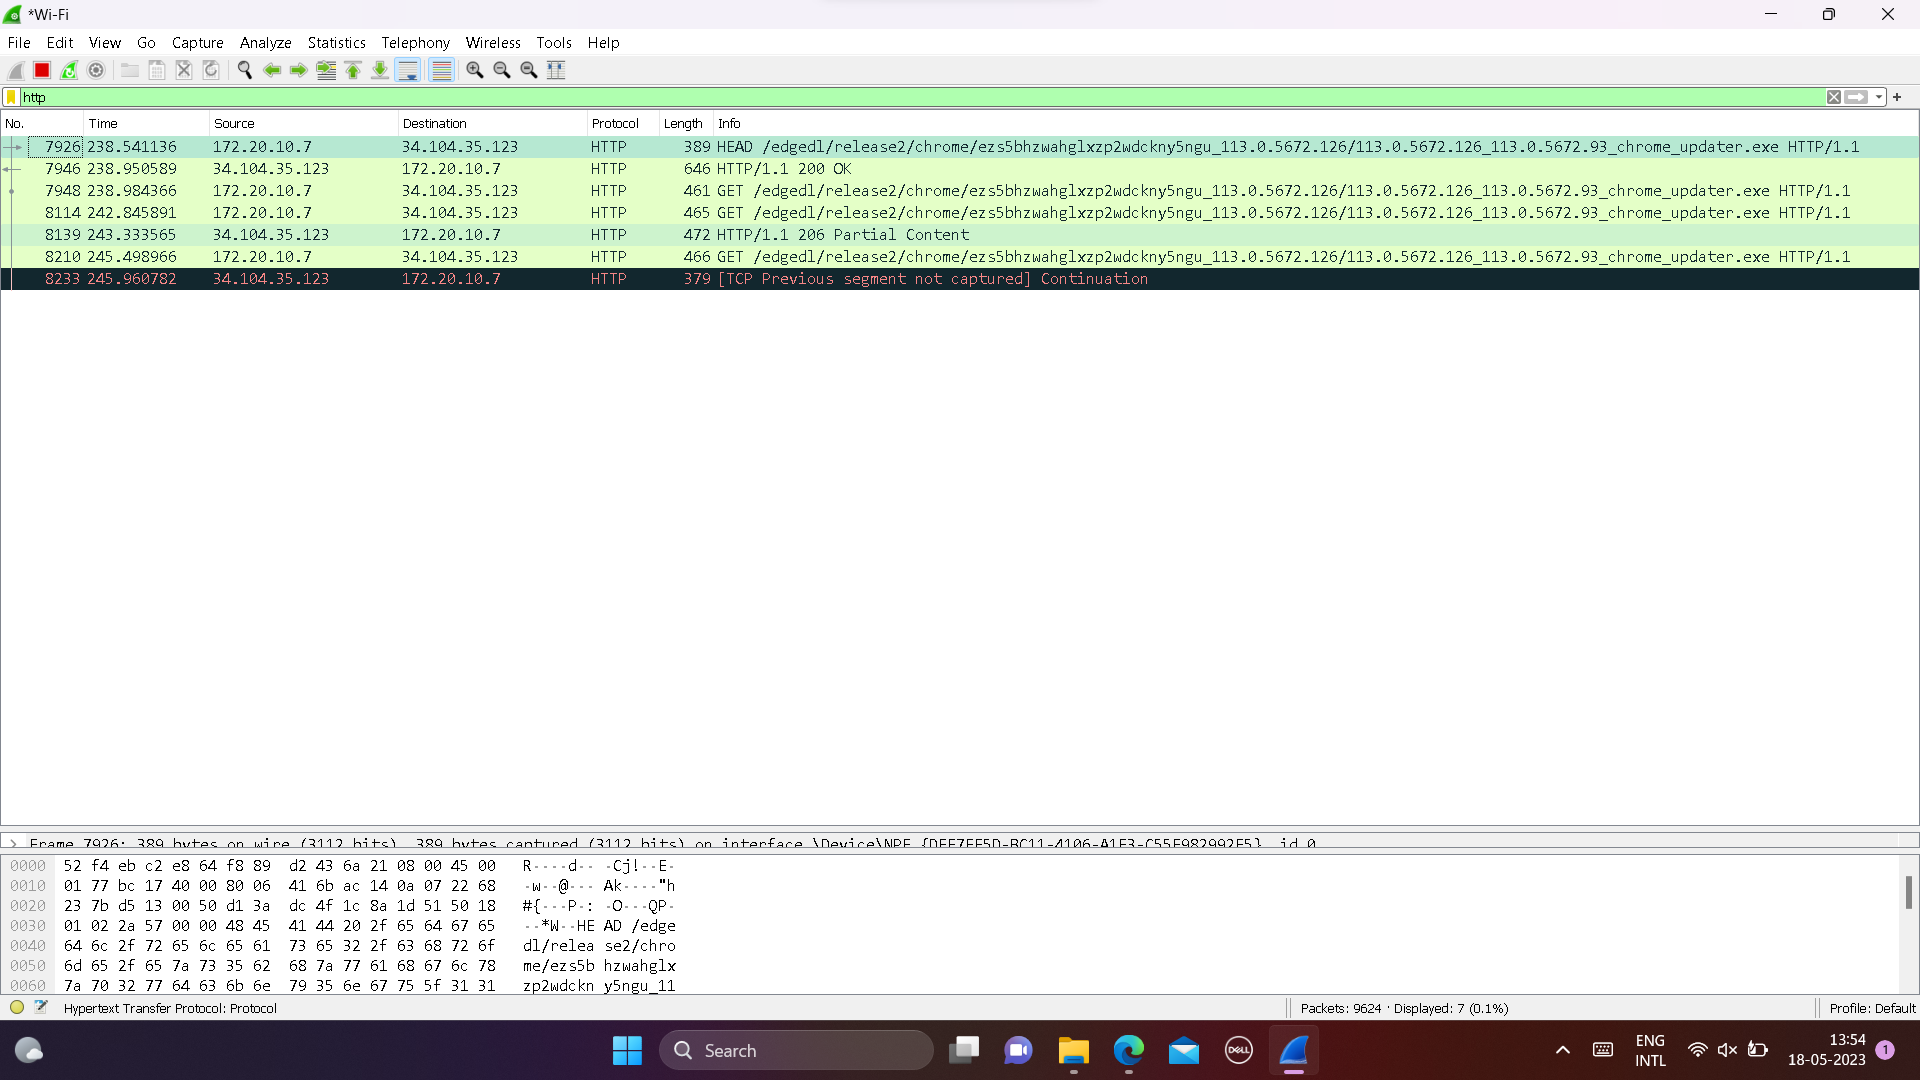 *Wi-Fi
File Edit View Go Capture Analyze Statistics Telephony Wireless Tools Help
http
No. Time Source Destination Protocol Length Info
7926 238.541136 172.20.10.7 34.104.35.123 HTTP 389 HEAD /edgedl/release2/chrome/ezs5bhzwahglxzp2wdckny5ngu_113.0.5672.126/113.0.5672.126_113.0.5672.93_chrome_updater.exe HTTP/1.1
7946 238.950589 34.104.35.123 172.20.10.7 HTTP 646 HTTP/1.1 200 OK
7948 238.984366 172.20.10.7 34.104.35.123 HTTP 461 GET /edgedl/release2/chrome/ezs5bhzwahglxzp2wdckny5ngu_113.0.5672.126/113.0.5672.126_113.0.5672.93_chrome_updater.exe HTTP/1.1
8114 242.845891 172.20.10.7 34.104.35.123 HTTP 465 GET /edgedl/release2/chrome/ezs5bhzwahglxzp2wdckny5ngu_113.0.5672.126/113.0.5672.126_113.0.5672.93_chrome_updater.exe HTTP/1.1
8139 243.333565 34.104.35.123 172.20.10.7 HTTP 472 HTTP/1.1 206 Partial Content
8210 245.498966 172.20.10.7 34.104.35.123 HTTP 466 GET /edgedl/release2/chrome/ezs5bhzwahglxzp2wdckny5ngu_113.0.5672.126/113.0.5672.126_113.0.5672.93_chrome_updater.exe HTTP/1.1
8233 245.960782 34.104.35.123 172.20.10.7 HTTP 379 [TCP Previous segment not captured] Continuation
Frame 7926: 389 bytes on wire (3112 bits), 389 bytes captured (3112 bits) on interface
0000 52 f4 eb c2 e8 64 f8 89 d2 43 6a 21 08 00 45 00 R····d·· ·Cj!··E·
0010 01 77 bc 17 40 00 80 06 41 6b ac 14 0a 07 22 68 ·w··@··· Ak····"h
0020 23 7b d5 13 00 50 d1 3a dc 4f 1c 8a 1d 51 50 18 #{···P·: ·O···QP·
0030 01 02 2a 57 00 00 48 45 41 44 20 2f 65 64 67 65 ··*W··HE AD /edge
0040 64 6c 2f 72 65 6c 65 61 73 65 32 2f 63 68 72 6f dl/relea se2/chro
0050 6d 65 2f 65 7a 73 35 62 68 7a 77 61 68 67 6c 78 me/ezs5b hzwahglx
0060 7a 70 32 77 64 63 6b 6e 79 35 6e 67 75 5f 31 31 zp2wdckn y5ngu_11
Hypertext Transfer Protocol: Protocol
Packets: 9624 · Displayed: 7 (0.1%)
Profile: Default
Search
DELL
ENG
INTL
13:54
18-05-2023
1